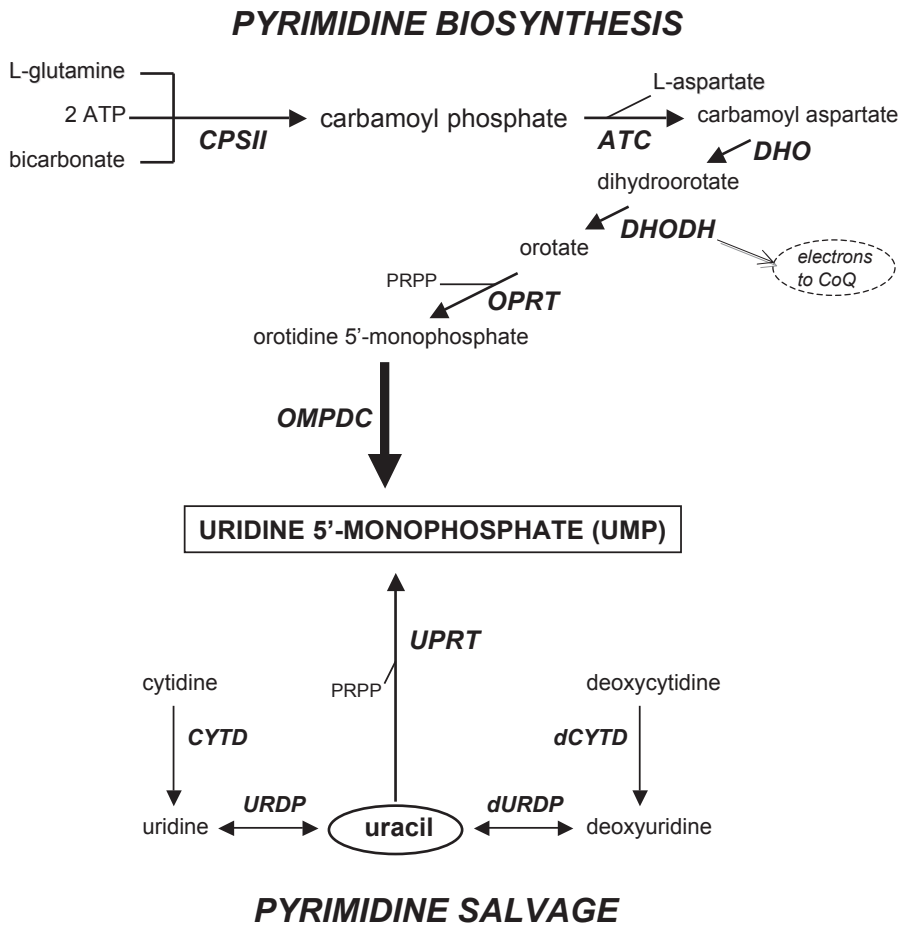 PYRIMIDINE BIOSYNTHESIS
L-glutamine
2 ATP
bicarbonate
CPSII
carbamoyl phosphate
L-aspartate
ATC
carbamoyl aspartate
DHO
dihydroorotate
DHODH
electrons
to CoQ
orotate
PRPP
OPRT
orotidine 5’-monophosphate
OMPDC
URIDINE 5’-MONOPHOSPHATE (UMP)
UPRT
PRPP
cytidine
deoxycytidine
CYTD
dCYTD
URDP
dURDP
uridine
uracil
deoxyuridine
PYRIMIDINE SALVAGE